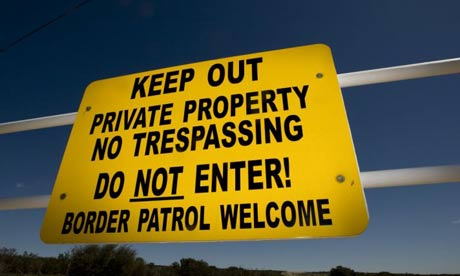 KEEP OUT
PRIVATE PROPERTY
NO TRESPASSING
DO NOT ENTER!
BORDER PATROL WELCOME